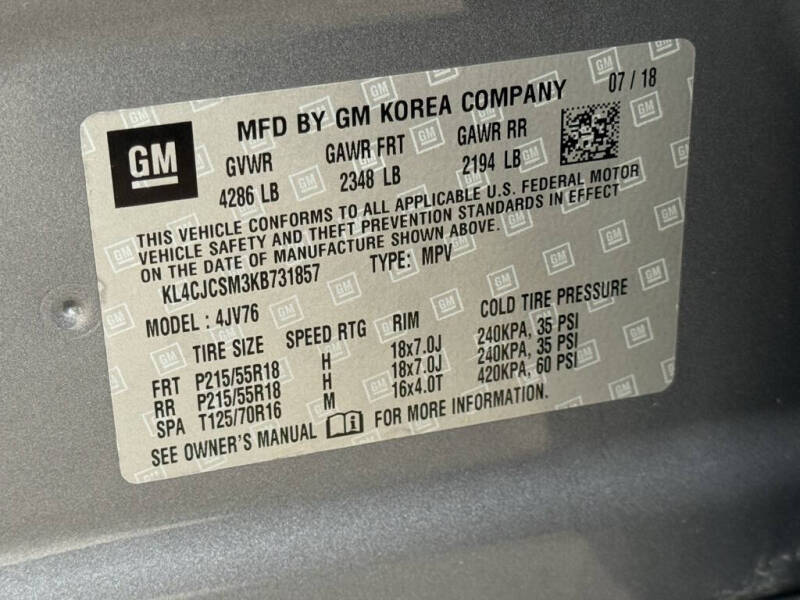 MFD BY GM KOREA COMPANY 07 / 18
GM
GVWR GAWR FRT GAWR RR
4286 LB 2348 LB 2194 LB
THIS VEHICLE CONFORMS TO ALL APPLICABLE U.S. FEDERAL MOTOR
VEHICLE SAFETY AND THEFT PREVENTION STANDARDS IN EFFECT
ON THE DATE OF MANUFACTURE SHOWN ABOVE.
KL4CJCSM3KB731857 TYPE: MPV
MODEL : 4JV76
TIRE SIZE SPEED RTG RIM COLD TIRE PRESSURE
FRT P215/55R18 H 18x7.0J 240KPA, 35 PSI
RR P215/55R18 H 18x7.0J 240KPA, 35 PSI
SPA T125/70R16 M 16x4.0T 420KPA, 60 PSI
SEE OWNER'S MANUAL i FOR MORE INFORMATION.